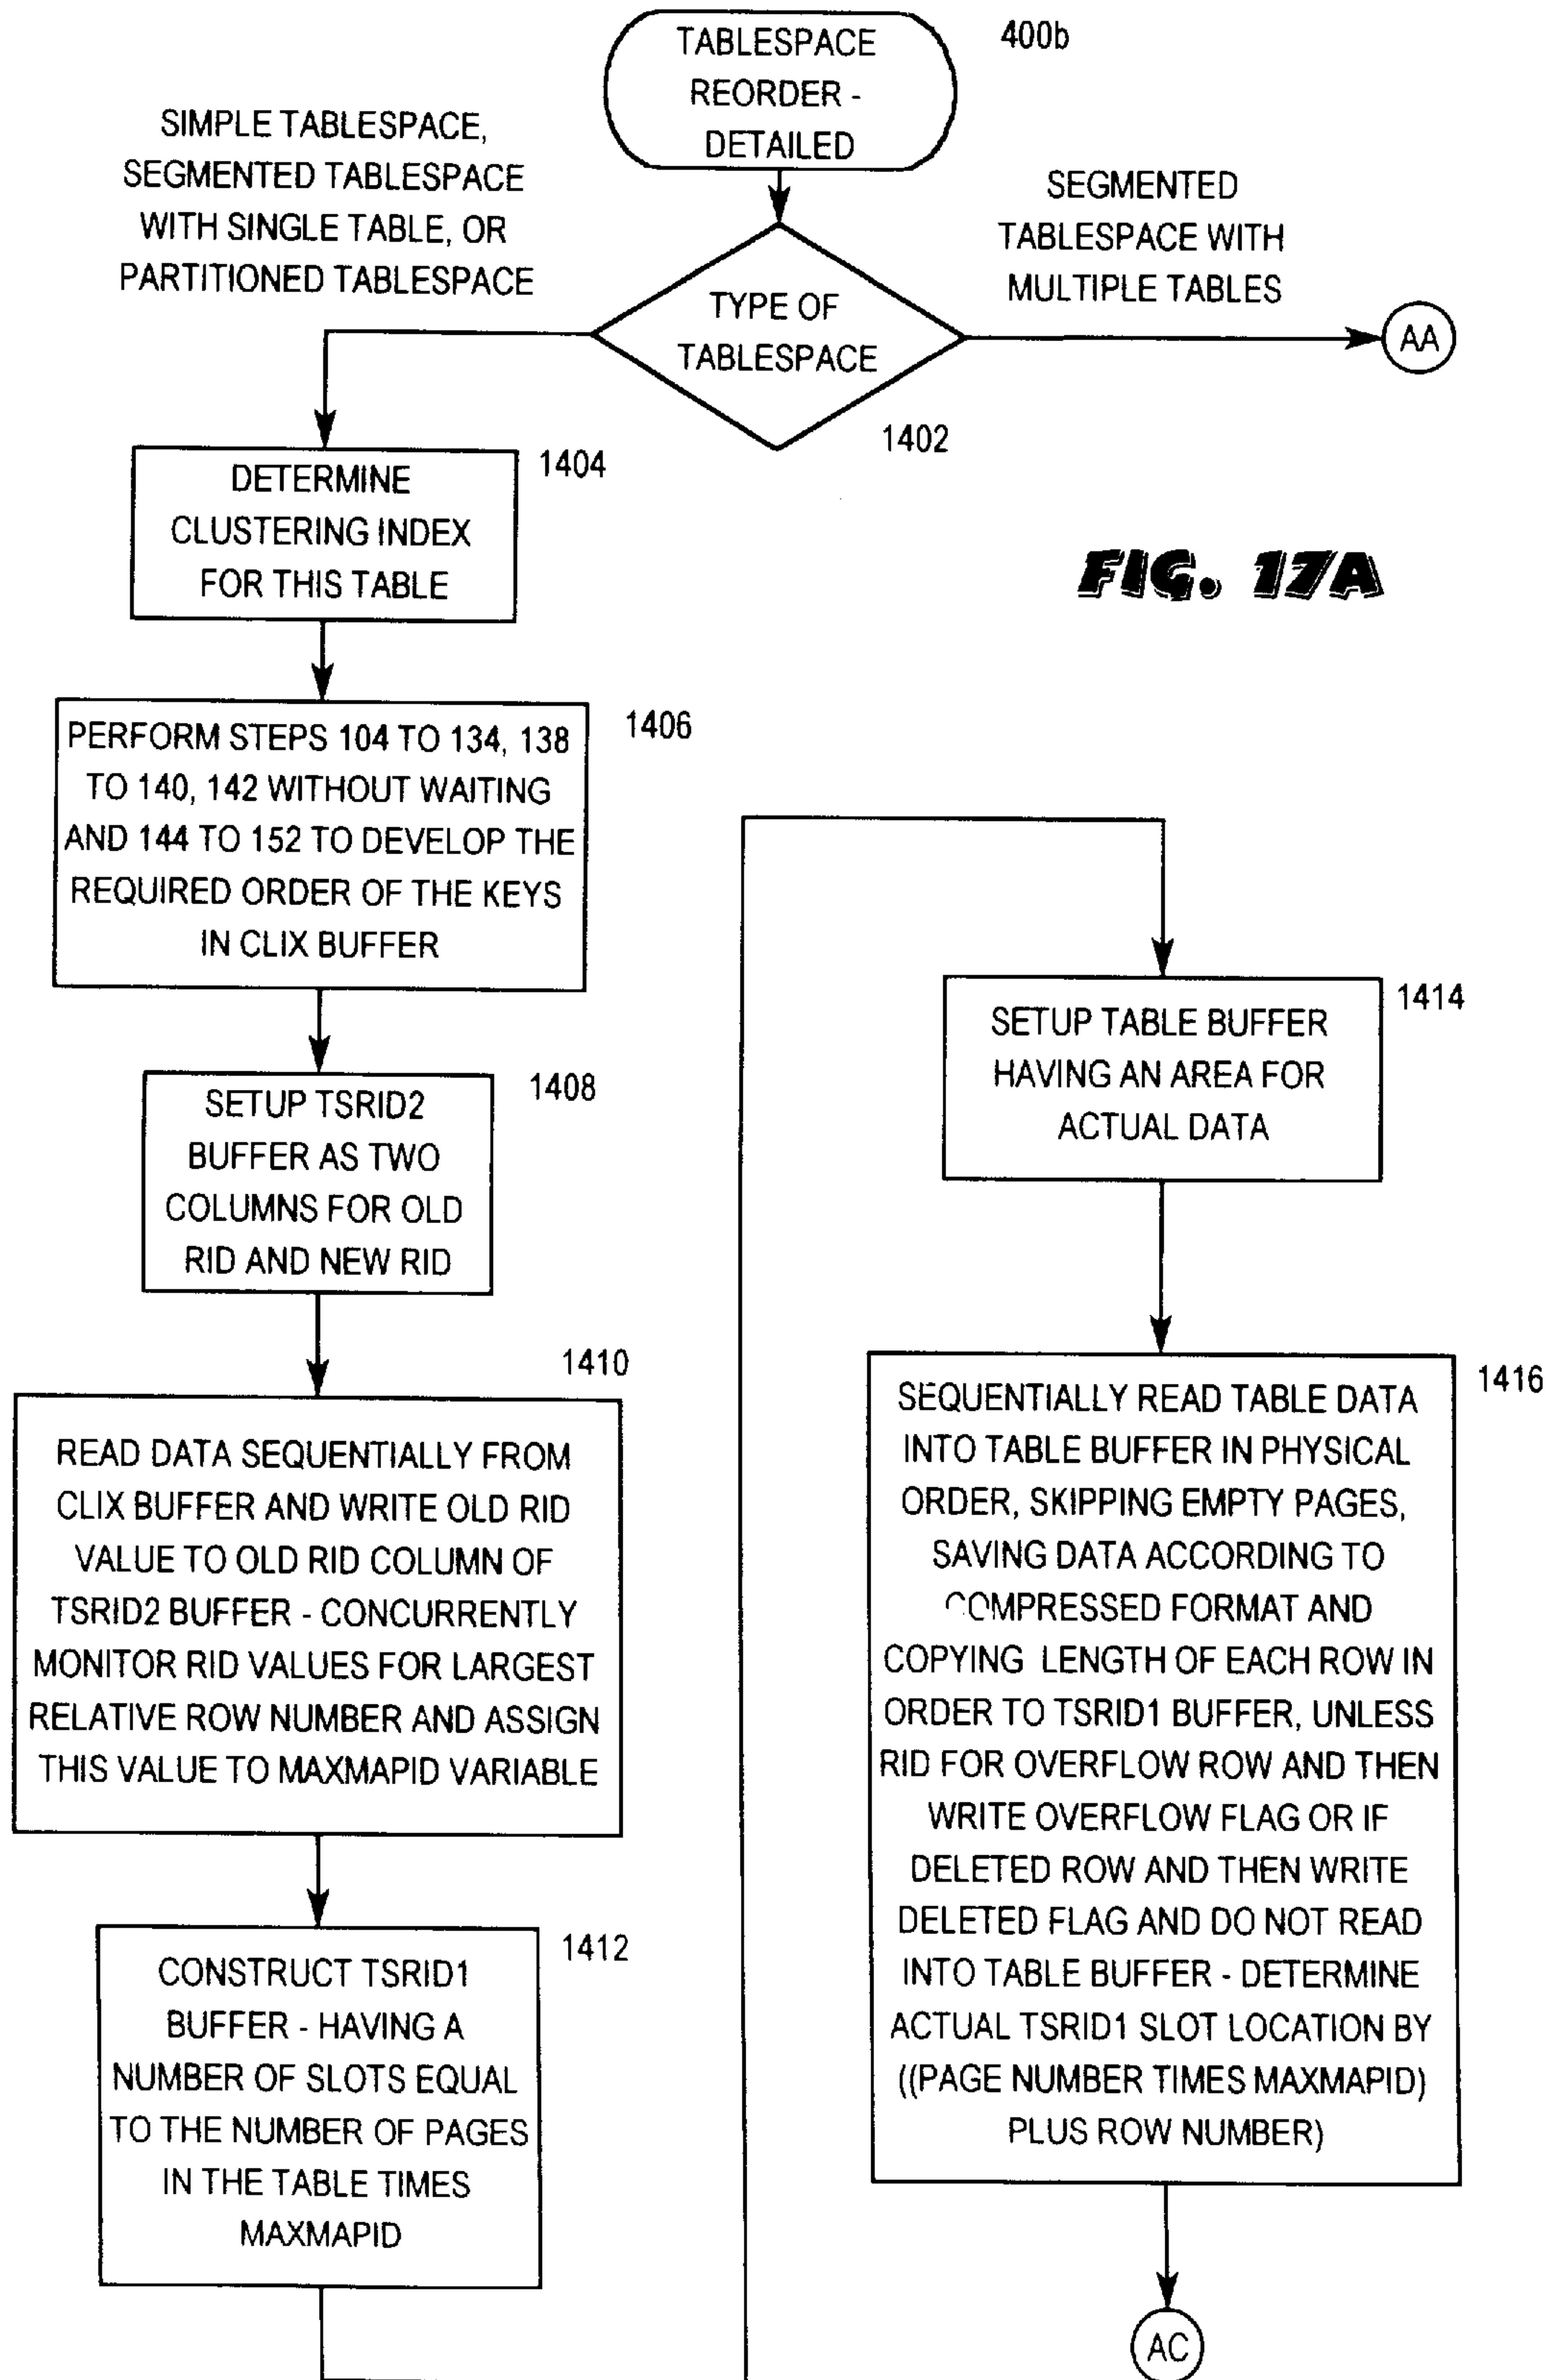 TABLESPACE
REORDER -
DETAILED
400b
SIMPLE TABLESPACE,
SEGMENTED TABLESPACE
WITH SINGLE TABLE, OR
PARTITIONED TABLESPACE
SEGMENTED
TABLESPACE WITH
MULTIPLE TABLES
TYPE OF
TABLESPACE
AA
1402
DETERMINE
CLUSTERING INDEX
FOR THIS TABLE
1404
FIG. 17A
PERFORM STEPS 104 TO 134, 138
TO 140, 142 WITHOUT WAITING
AND 144 TO 152 TO DEVELOP THE
REQUIRED ORDER OF THE KEYS
IN CLIX BUFFER
1406
SETUP TSRID2
BUFFER AS TWO
COLUMNS FOR OLD
RID AND NEW RID
1408
1410
READ DATA SEQUENTIALLY FROM
CLIX BUFFER AND WRITE OLD RID
VALUE TO OLD RID COLUMN OF
TSRID2 BUFFER - CONCURRENTLY
MONITOR RID VALUES FOR LARGEST
RELATIVE ROW NUMBER AND ASSIGN
THIS VALUE TO MAXMAPID VARIABLE
CONSTRUCT TSRID1
BUFFER - HAVING A
NUMBER OF SLOTS EQUAL
TO THE NUMBER OF PAGES
IN THE TABLE TIMES
MAXMAPID
1412
SETUP TABLE BUFFER
HAVING AN AREA FOR
ACTUAL DATA
1414
SEQUENTIALLY READ TABLE DATA
INTO TABLE BUFFER IN PHYSICAL
ORDER, SKIPPING EMPTY PAGES,
SAVING DATA ACCORDING TO
COMPRESSED FORMAT AND
COPYING LENGTH OF EACH ROW IN
ORDER TO TSRID1 BUFFER, UNLESS
RID FOR OVERFLOW ROW AND THEN
WRITE OVERFLOW FLAG OR IF
DELETED ROW AND THEN WRITE
DELETED FLAG AND DO NOT READ
INTO TABLE BUFFER - DETERMINE
ACTUAL TSRID1 SLOT LOCATION BY
((PAGE NUMBER TIMES MAXMAPID)
PLUS ROW NUMBER)
1416
AC